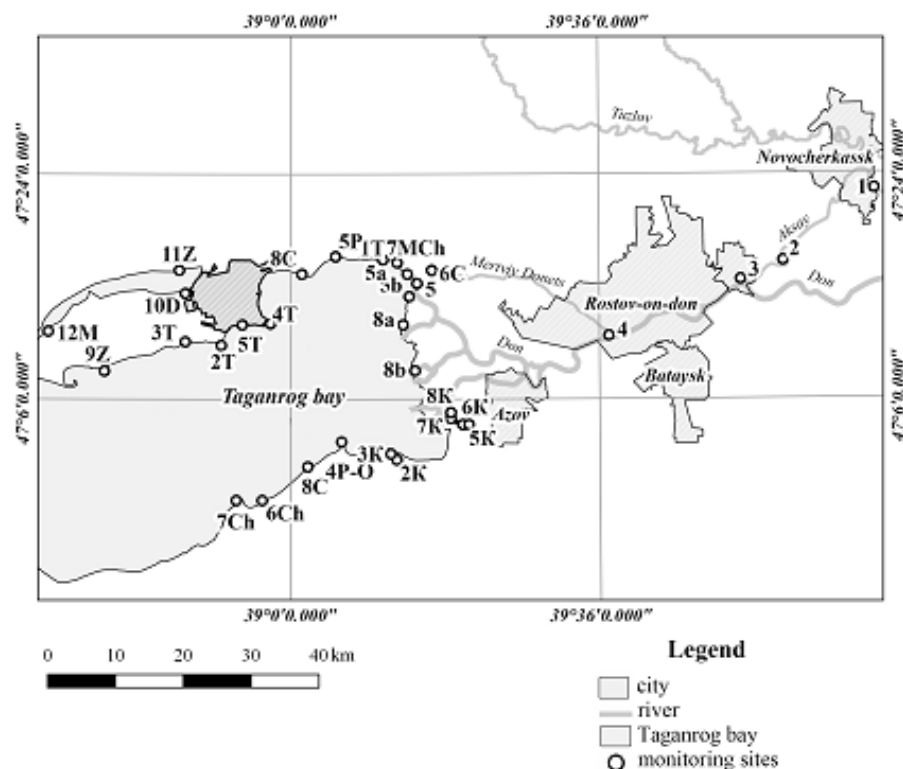 39°0'0.000"
39°36'0.000"
47°24'0.000"
47°24'0.000"
47°6'0.000"
47°6'0.000"
Tuzlov
Novocherkassk
1
Aksay
2
Don
3
Mertviy Donets
Rostov-on-don
4
Bataysk
Don
Azov
11Z
8C
5P
1T
7MCh
5a
6C
5b
5
10D
4T
8a
12M
3T
5T
2T
9Z
8b
Taganrog bay
8K
6K
7K
5K
3K
2K
4P-O
8C
6Ch
7Ch
39°0'0.000"
39°36'0.000"
0 10 20 30 40 km
Legend
city
river
Taganrog bay
monitoring sites